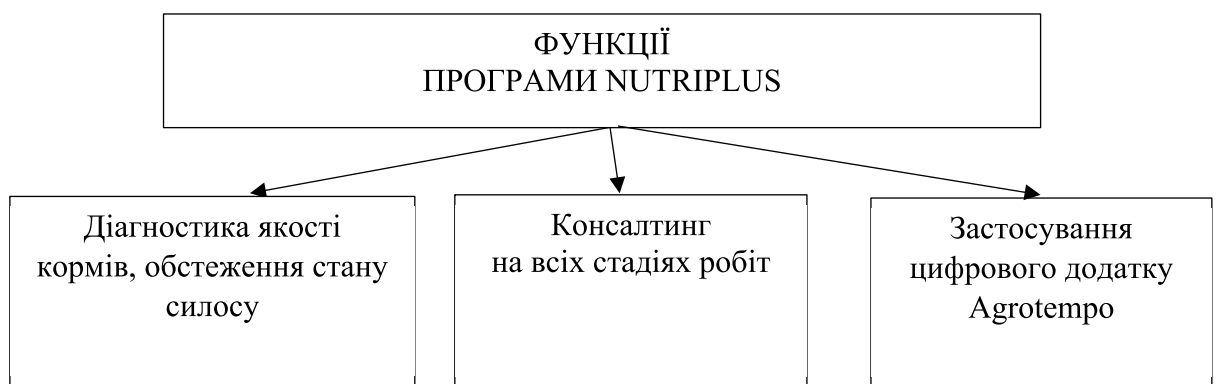 ФУНКЦІЇ
ПРОГРАМИ NUTRIPLUS
Діагностика якості
кормів, обстеження стану
силосу
Консалтинг
на всіх стадіях робіт
Застосування
цифрового додатку
Agrotempo